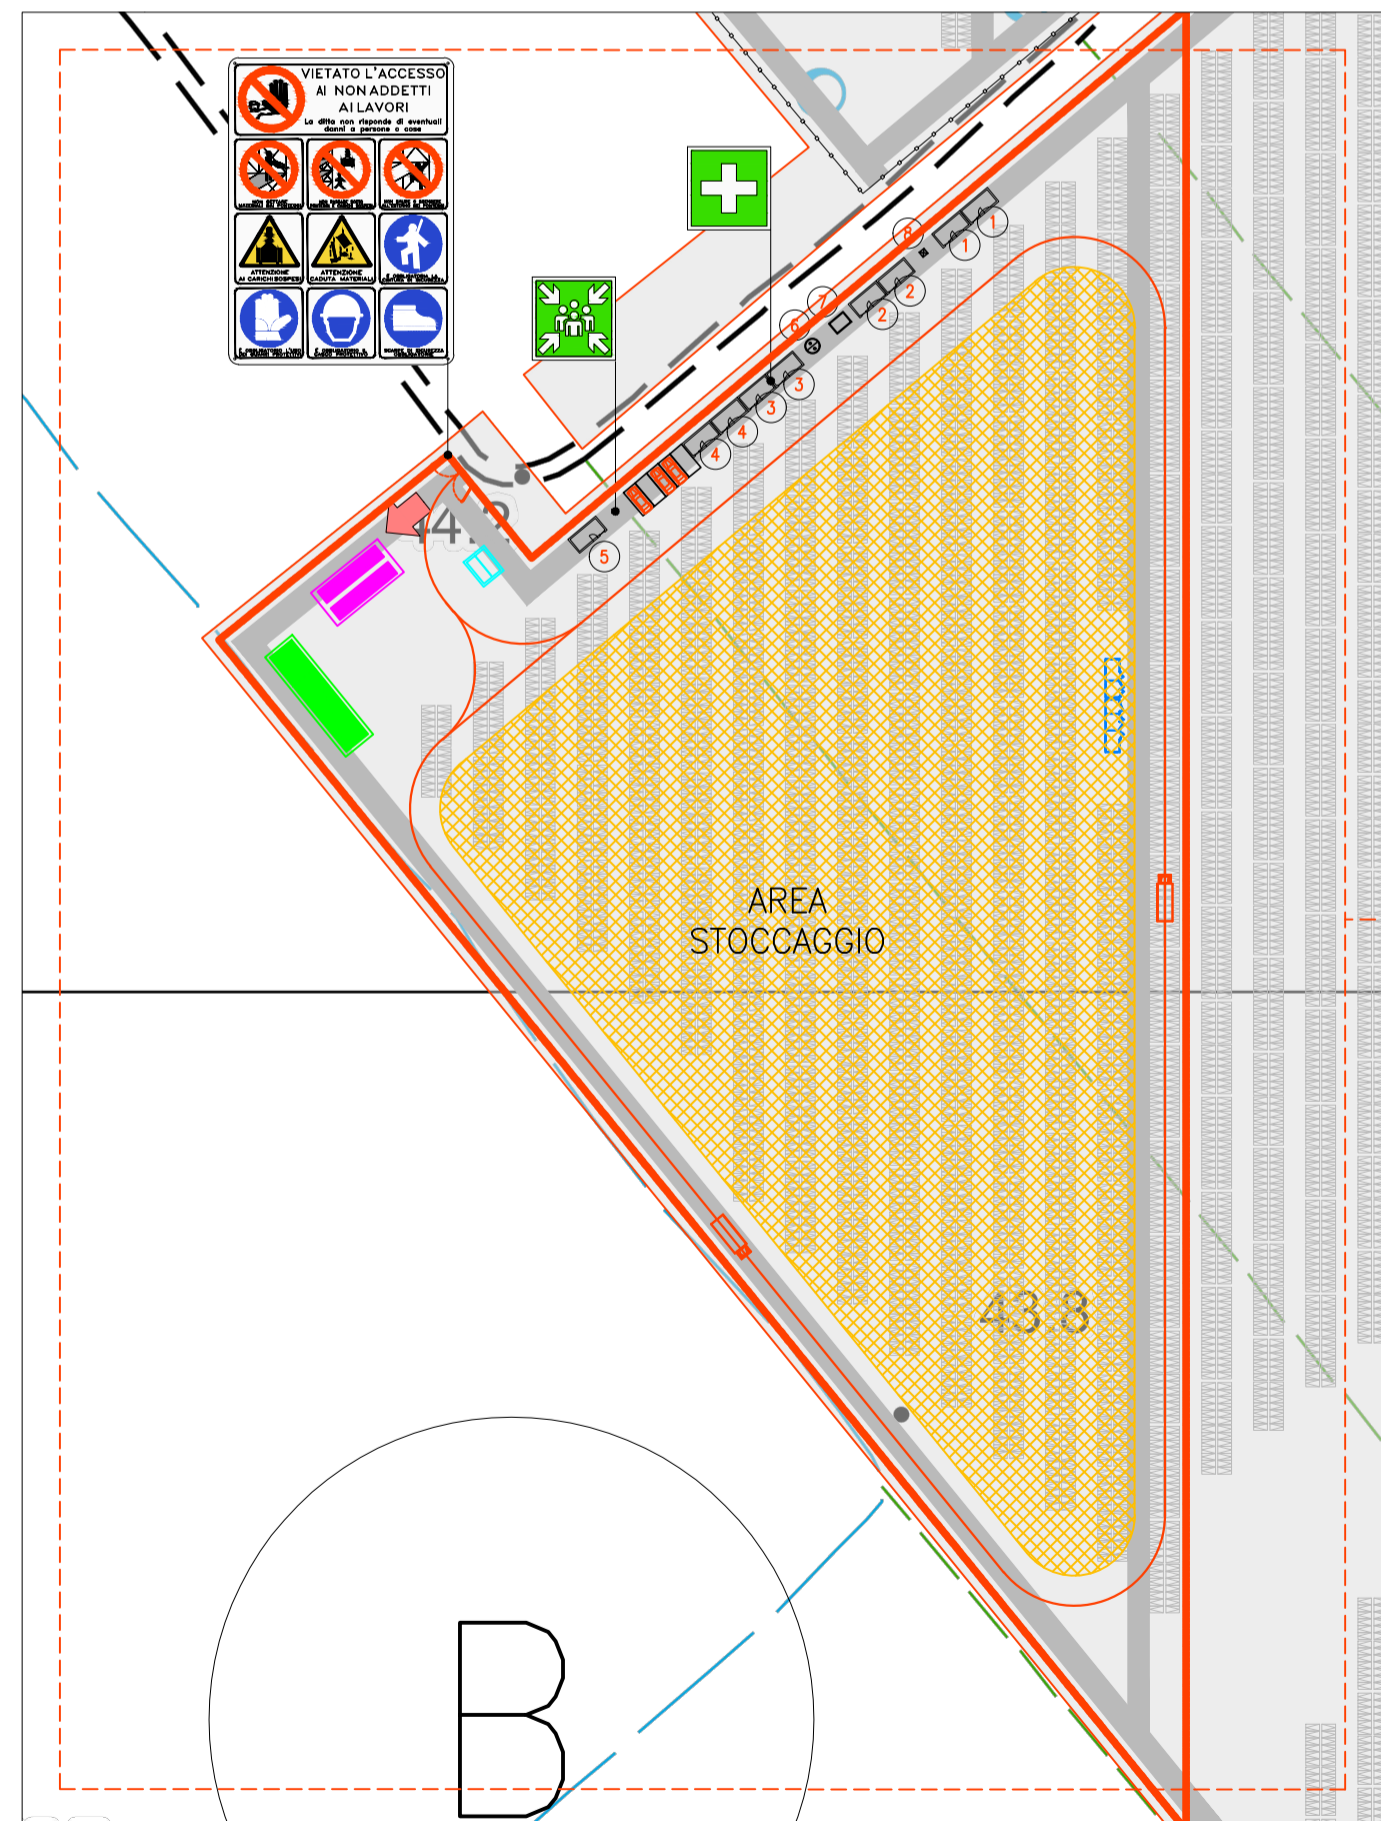 VIETATO L'ACCESSO
AI NON ADDETTI
AI LAVORI
La ditta non risponde di eventuali
danni a persone o cose
ATTENZIONE
AI CARICHI SOSPESI
ATTENZIONE
CADUTA MATERIALI
1
1
8
2
2
7
6
3
3
4
4
5
44.2
AREA
STOCCAGGIO
43.8
B